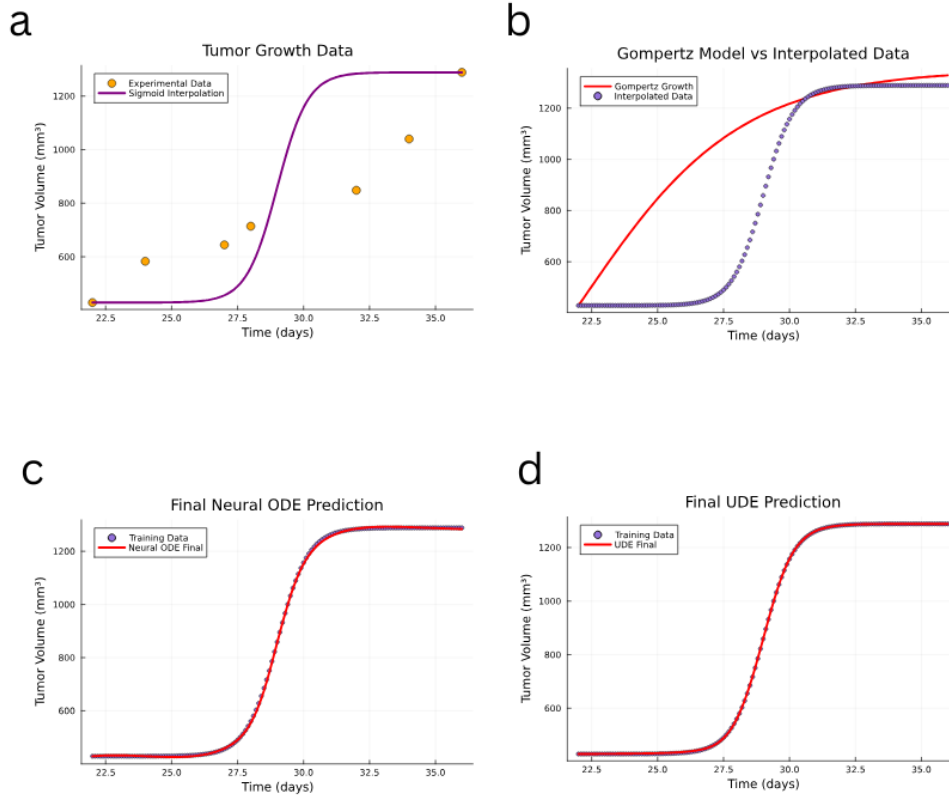 a
Tumor Growth Data
Experimental Data
Sigmoid Interpolation
1200
1000
800
600
Tumor Volume (mm³)
22.5 25.0 27.5 30.0 32.5 35.0
Time (days)
b
Gompertz Model vs Interpolated Data
Gompertz Growth
Interpolated Data
1200
1000
800
600
Tumor Volume (mm³)
22.5 25.0 27.5 30.0 32.5 35.0
Time (days)
c
Final Neural ODE Prediction
Training Data
Neural ODE Final
1200
1000
800
600
Tumor Volume (mm³)
22.5 25.0 27.5 30.0 32.5 35.0
Time (days)
d
Final UDE Prediction
Training Data
UDE Final
1200
1000
800
600
Tumor Volume (mm³)
22.5 25.0 27.5 30.0 32.5 35.0
Time (days)